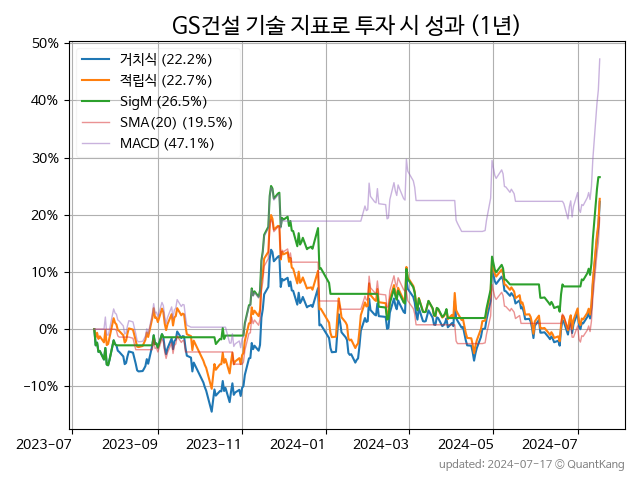 GS건설 기술 지표로 투자 시 성과 (1년)
50%
40%
30%
20%
10%
0%
−10%
거치식 (22.2%)
적립식 (22.7%)
SigM (26.5%)
SMA(20) (19.5%)
MACD (47.1%)
2023-07
2023-09
2023-11
2024-01
2024-03
2024-05
2024-07
updated: 2024-07-17 © QuantKang